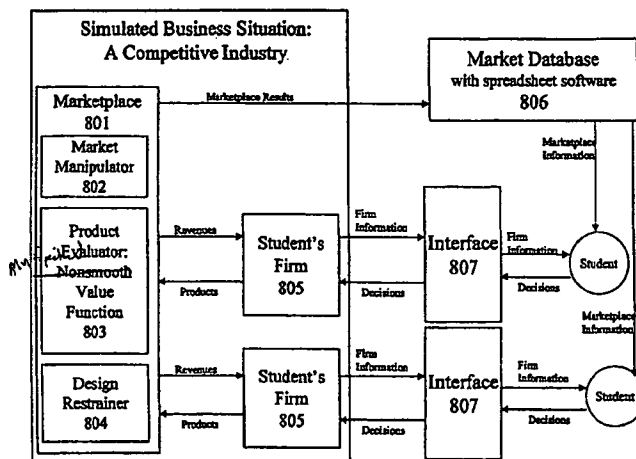 Simulated Business Situation:
A Competitive Industry
Marketplace
801
Market
Manipulator
802
Product
Evaluator:
Nonsmooth
Value
Function
803
Design
Restrainer
804
Marketplace Results
Market Database
with spreadsheet software
806
Marketplace
Information
Revenues
Products
Student's
Firm
805
Firm
Information
Decisions
Interface
807
Firm
Information
Decisions
Student
Marketplace
Information
Revenues
Products
Student's
Firm
805
Firm
Information
Decisions
Interface
807
Firm
Information
Decisions
Student